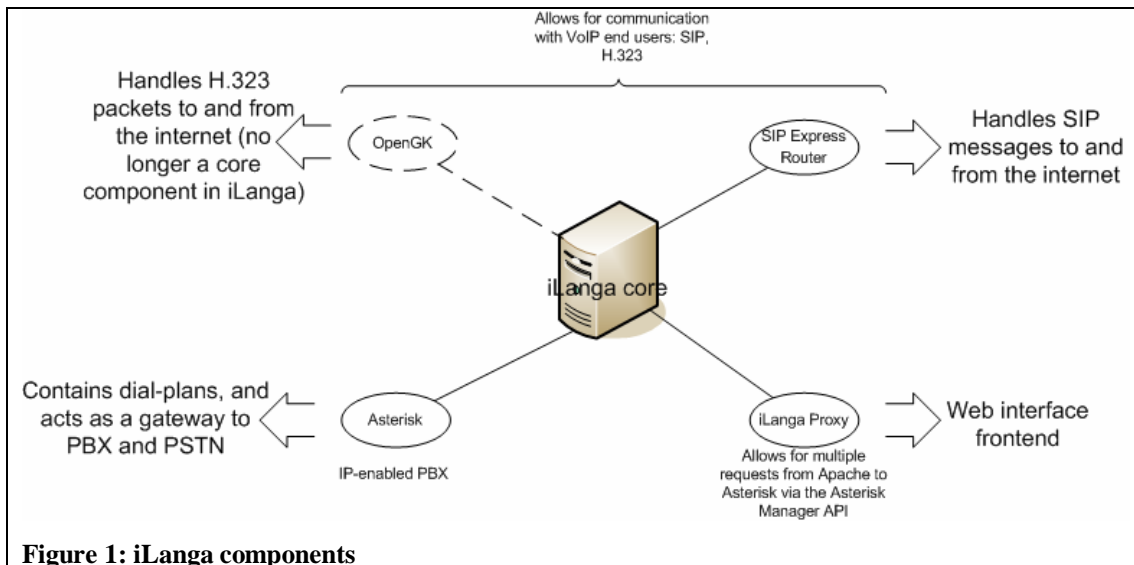 Allows for communication
with VoIP end users: SIP,
H.323
Handles H.323
packets to and from
the internet (no
longer a core
component in iLanga)
OpenGK
SIP Express
Router
Handles SIP
messages to and
from the internet
iLanga core
Contains dial-plans, and
acts as a gateway to
PBX and PSTN
Asterisk
IP-enabled PBX
iLanga Proxy
Allows for multiple
requests from Apache to
Asterisk via the Asterisk
Manager API
Web interface
frontend
Figure 1: iLanga components